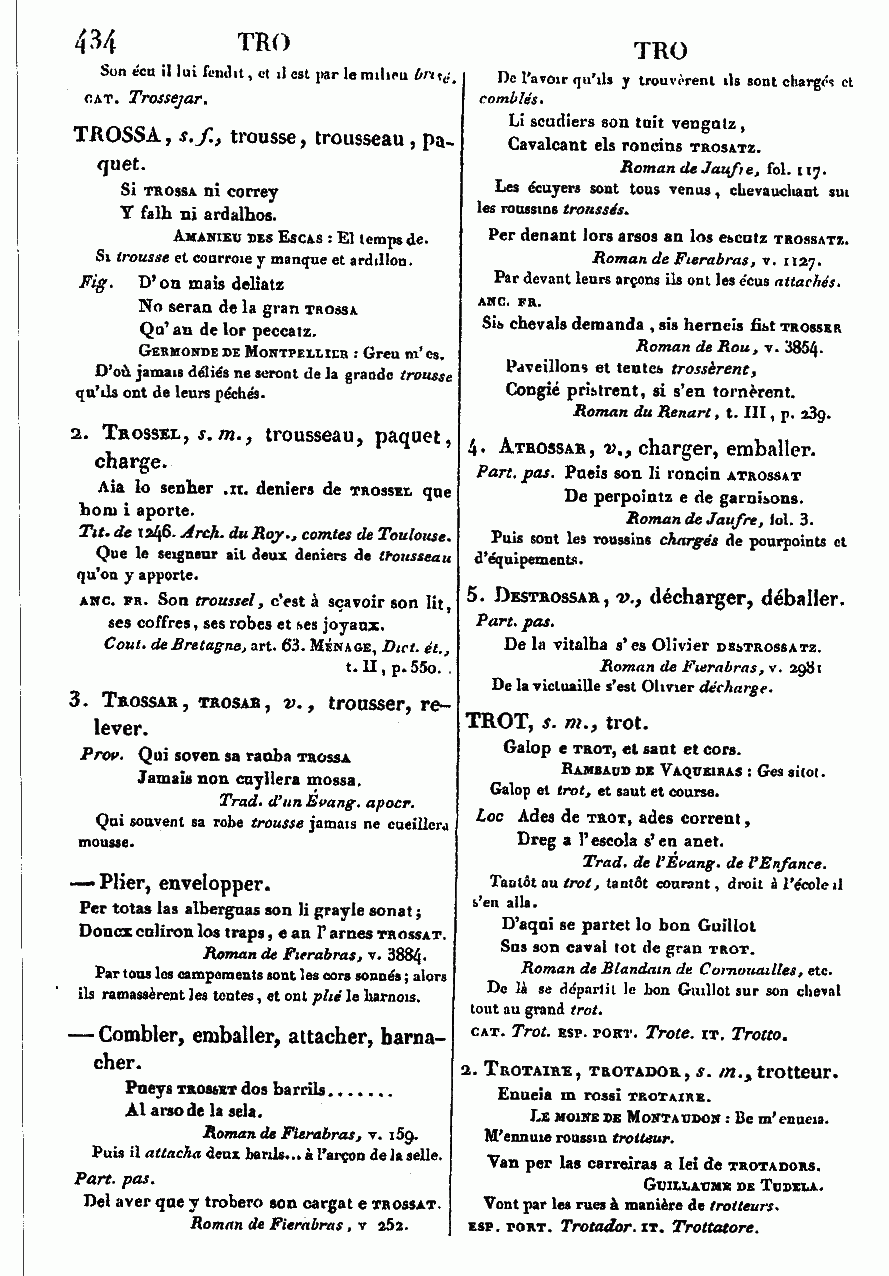 434 TRO
Son écu il lui fendit, et il est par le milieu brisé.
CAT. Trossejar.
TROSSA, s. f., trousse, trousseau, pa-
quet.
Si TROSSA ni correy
Y falh ni ardalhos.
AMANIEU DES ESCAS : El temps de.
Si trousse et courroie y manque et ardillon.
Fig. D'on mais deliatz
No seran de la gran TROSSA
Qu'an de lor peccatz.
GERMONDE DE MONTPELLIER : Greu m'es.
D'où jamais déliés ne seront de la grande trousse
qu'ils ont de leurs péchés.
2. TROSSEL, s. m., trousseau, paquet,
charge.
Aia lo senher .II. deniers de TROSSEL que
hom i aporte.
Tit. de 1246. Arch. du Roy., comtes de Toulouse.
Que le seigneur ait deux deniers de trousseau
qu'on y apporte.
ANC. FR. Son troussel, c'est à sçavoir son lit,
ses coffres, ses robes et ses joyaux.
Cout. de Bretagne, art. 63. MÉNAGE, Dict. ét.,
t. II, p. 550.
3. TROSSAR, TROSAR, v., trousser, re-
lever.
Prov. Qui soven sa rauba TROSSA
Jamais non cuyllera mossa.
Trad. d'un Évang. apocr.
Qui souvent sa robe trousse jamais ne cueillera
mousse.
— Plier, envelopper.
Per totas las alberguas son li grayle sonat;
Doncx culiron los traps, e an l'arnes TROSSAT.
Roman de Fierabras, v. 3884.
Par tous les campements sont les cors sonnés; alors
ils ramassèrent les tentes, et ont plié le harnois.
— Combler, emballer, attacher, harna-
cher.
Pueys TROSSET dos barrils.......
Al arso de la sela.
Roman de Fierabras, v. 159.
Puis il attacha deux barils... à l'arçon de la selle.
Part. pas.
Del aver que y trobero son cargat e TROSSAT.
Roman de Fierabras, v 252.
TRO
De l'avoir qu'ils y trouvèrent ils sont chargés et
comblés.
Li scudiers son tuit vengutz,
Cavalcant els roncins TROSATZ.
Roman de Jaufre, fol. 117.
Les écuyers sont tous venus, chevauchant sur
les roussins troussés.
Per denant lors arsos an los escutz TROSSATZ.
Roman de Fierabras, v. 1127.
Par devant leurs arçons ils ont les écus attachés.
ANC. FR.
Sis chevals demanda, sis herneis fist TROSSER
Roman de Rou, v. 3854.
Paveillons et tentes trossèrent,
Congié pristrent, si s'en tornèrent.
Roman du Renart, t. III, p. 239.
4. ATROSSAR, v., charger, emballer.
Part. pas. Pueis son li roncin ATROSSAT
De perpointz e de garnisons.
Roman de Jaufre, fol. 3.
Puis sont les roussins chargés de pourpoints et
d'équipements.
5. DESTROSSAR, v., décharger, déballer.
Part. pas.
De la vitalha s'es Olivier DESTROSSATZ.
Roman de Fierabras, v. 2981
De la victuaille s'est Olivier décharge.
TROT, s. m., trot.
Galop e TROT, et saut et cors.
RAMBAUD DE VAQUEIRAS : Ges sitot.
Galop et trot, et saut et course.
Loc Ades de TROT, ades corrent,
Dreg a l'escola s'en anet.
Trad. de l'Évang. de l'Enfance.
Tantôt au trot, tantôt courant, droit à l'école il
s'en alla.
D'aqui se partet lo bon Guillot
Sus son caval tot de gran TROT.
Roman de Blandain de Cornouailles, etc.
De là se départit le bon Guillot sur son cheval
tout au grand trot.
CAT. Trot. ESP. PORT. Trote. IT. Trotto.
2. TROTAIRE, TROTADOR, s. m., trotteur.
Enueia m rossi TROTAIRE.
LE MOINE DE MONTAUDON : Be m'enueia.
M'ennuie roussin trotteur.
Van per las carreiras a lei de TROTADORS.
GUILLAUME DE TUDELA.
Vont par les rues à manière de trotteurs.
ESP. PORT. Trotador. IT. Trottatore.